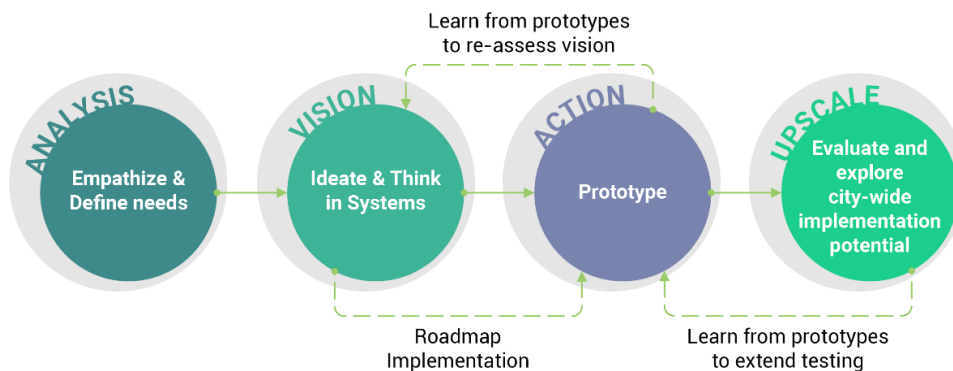 Learn from prototypes
to re-assess vision
ANALYSIS
Empathize &
Define needs
VISION
Ideate & Think
in Systems
ACTION
Prototype
UPSCALE
Evaluate and
explore
city-wide
implementation
potential
Roadmap
Implementation
Learn from prototypes
to extend testing